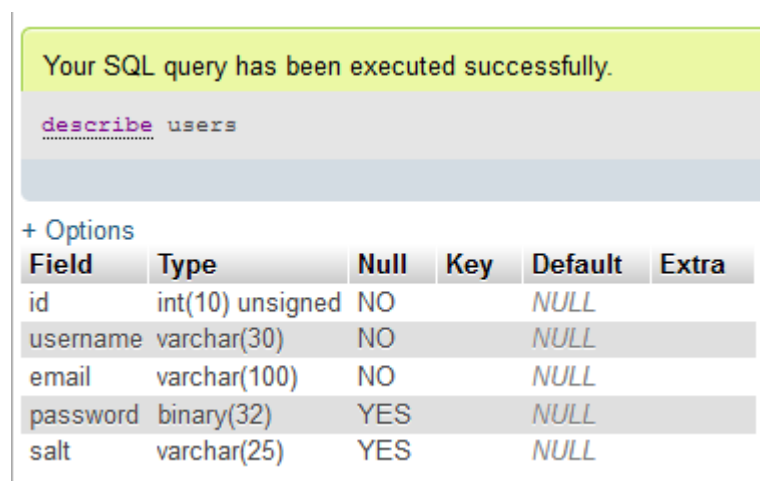 Your SQL query has been executed successfully.
describe users
+ Options
Field Type Null Key Default Extra
id int(10) unsigned NO NULL
username varchar(30) NO NULL
email varchar(100) NO NULL
password binary(32) YES NULL
salt varchar(25) YES NULL